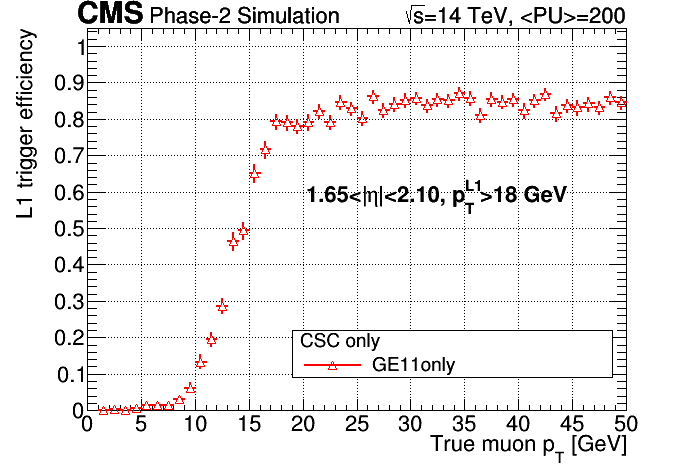 CMS Phase-2 Simulation √s=14 TeV, <PU>=200
L1 trigger efficiency
1
0.9
0.8
0.7
0.6
0.5
0.4
0.3
0.2
0.1
0
1.65<|η|<2.10, p_T^L1>18 GeV
CSC only
GE11only
0 5 10 15 20 25 30 35 40 45 50
True muon p_T [GeV]